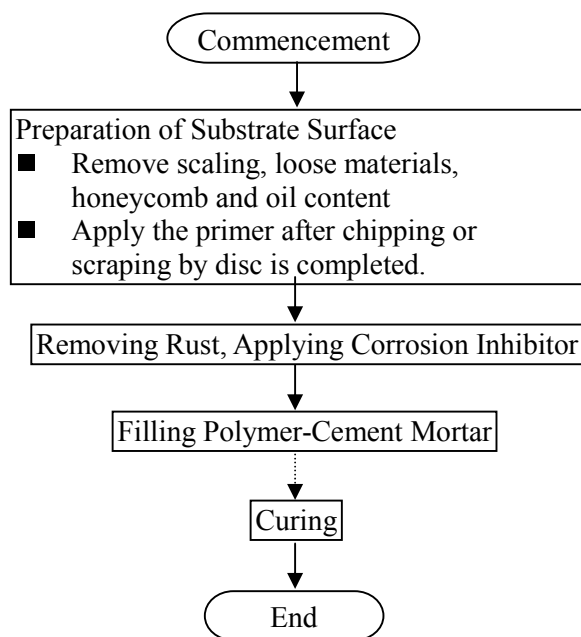 Commencement
Preparation of Substrate Surface
■ Remove scaling, loose materials,
honeycomb and oil content
■ Apply the primer after chipping or
scraping by disc is completed.
Removing Rust, Applying Corrosion Inhibitor
Filling Polymer-Cement Mortar
Curing
End